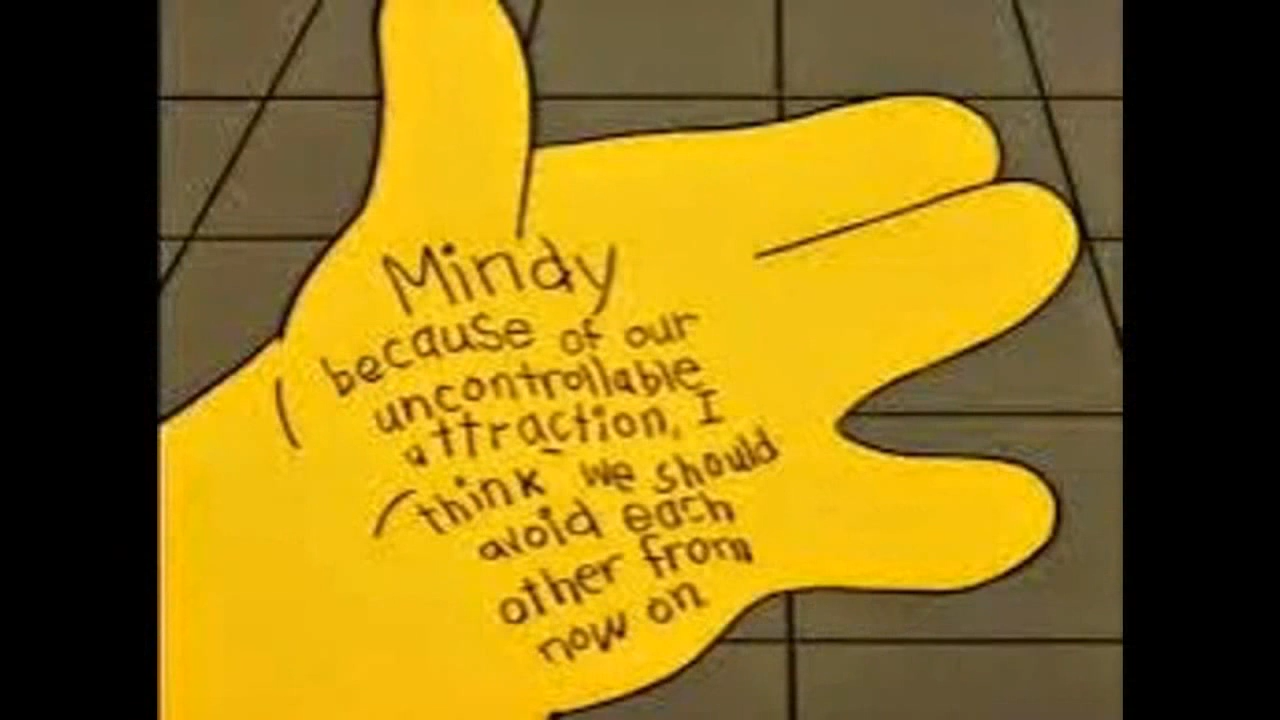 Mindy
because of our
uncontrollable
attraction, I
think we should
avoid each
other from
now on